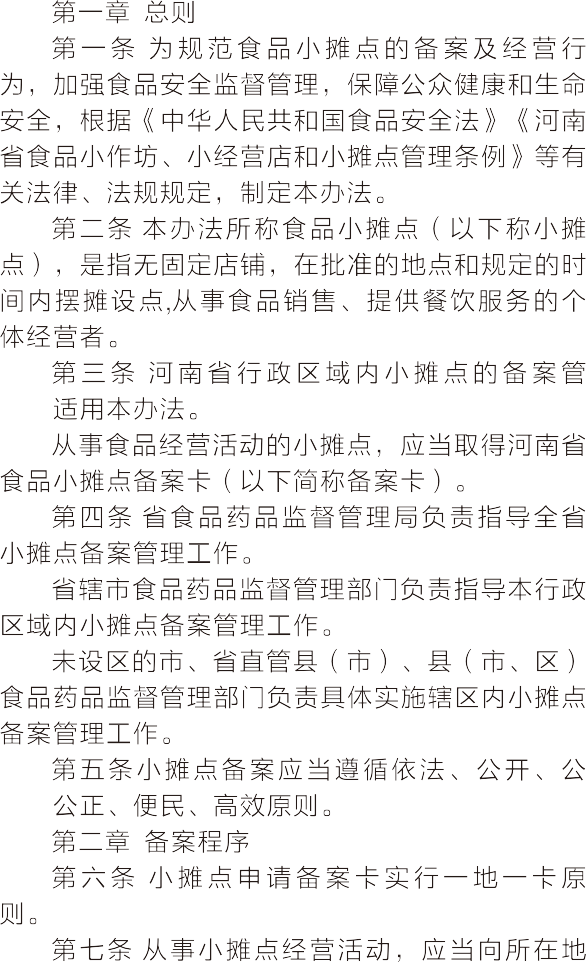 第一章 总则
第一条 为规范食品小摊点的备案及经营行
为，加强食品安全监督管理，保障公众健康和生命
安全，根据《中华人民共和国食品安全法》《河南
省食品小作坊、小经营店和小摊点管理条例》等有
关法律、法规规定，制定本办法。
第二条 本办法所称食品小摊点（以下称小摊
点），是指无固定店铺，在批准的地点和规定的时
间内摆摊设点,从事食品销售、提供餐饮服务的个
体经营者。
第三条 河南省行政区域内小摊点的备案管
适用本办法。
从事食品经营活动的小摊点，应当取得河南省
食品小摊点备案卡（以下简称备案卡）。
第四条 省食品药品监督管理局负责指导全省
小摊点备案管理工作。
省辖市食品药品监督管理部门负责指导本行政
区域内小摊点备案管理工作。
未设区的市、省直管县（市）、县（市、区）
食品药品监督管理部门负责具体实施辖区内小摊点
备案管理工作。
第五条小摊点备案应当遵循依法、公开、公
公正、便民、高效原则。
第二章 备案程序
第六条 小摊点申请备案卡实行一地一卡原
则。
第七条 从事小摊点经营活动，应当向所在地